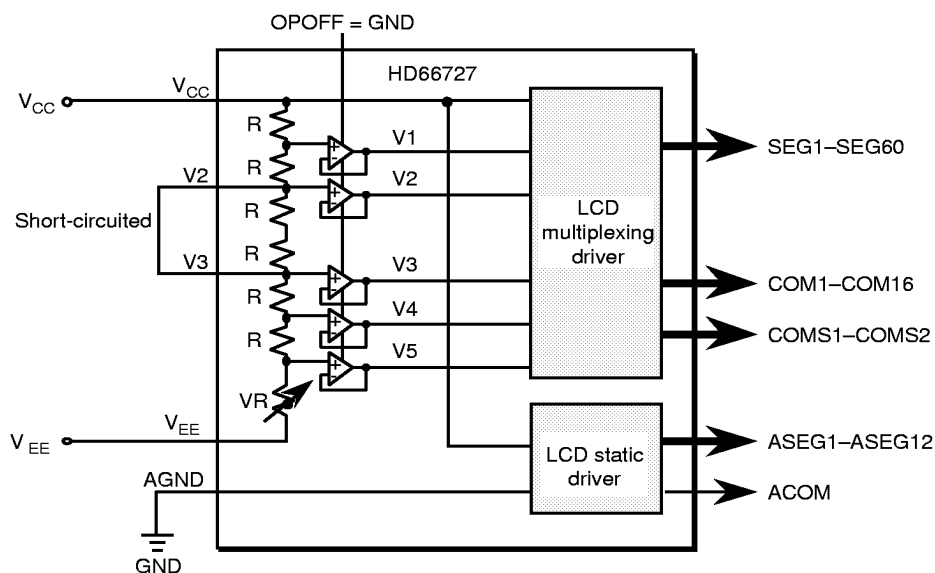 OPOFF = GND
HD66727
VCC
VCC
R
V1
SEG1–SEG60
R
V2
V2
Short-circuited
R
LCD
multiplexing
driver
R
V3
V3
COM1–COM16
R
V4
COMS1–COMS2
R
V5
VR
VEE
VEE
ASEG1–ASEG12
LCD static
driver
AGND
ACOM
GND